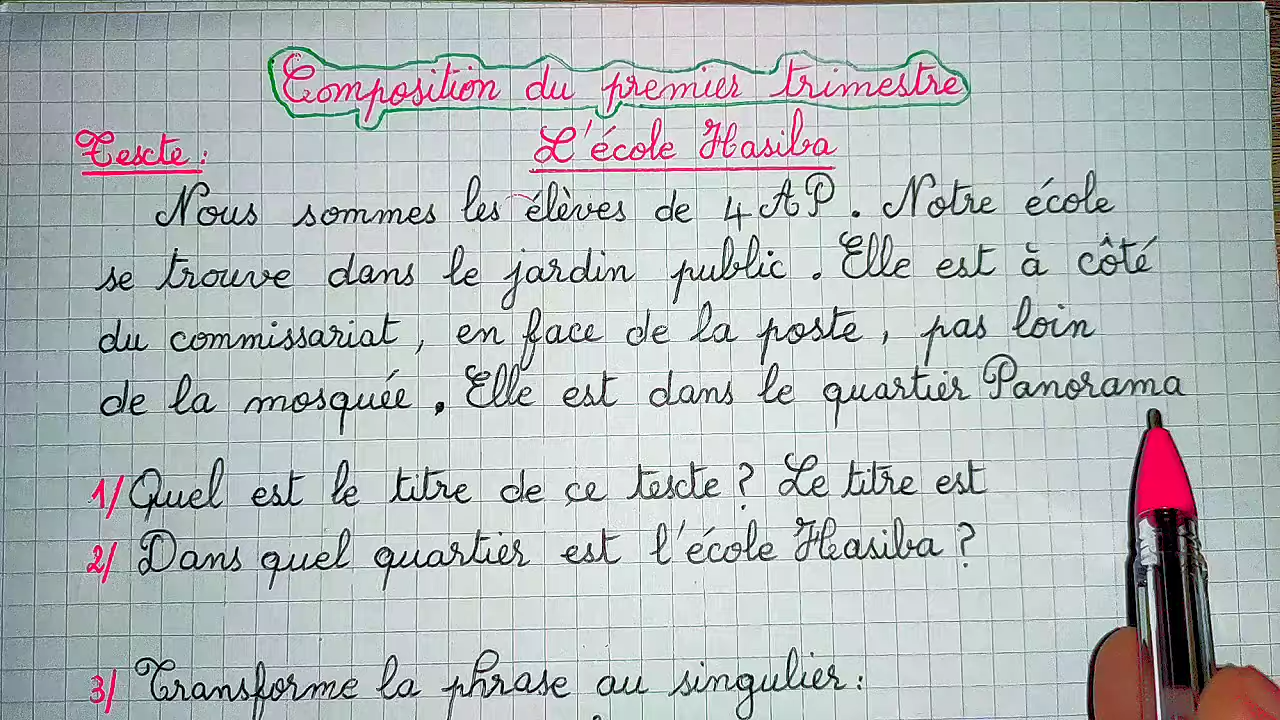 Composition du premier trimestre
Texte: L'école Hasiba
Nous sommes les élèves de 4 AP. Notre école
se trouve dans le jardin public. Elle est à côté
du commissariat, en face de la poste, pas loin
de la mosquée. Elle est dans le quartier Panorama
1/ Quel est le titre de ce texte? Le titre est
2/ Dans quel quartier est l'école Hasiba?
3/ Transforme la phrase au singulier: